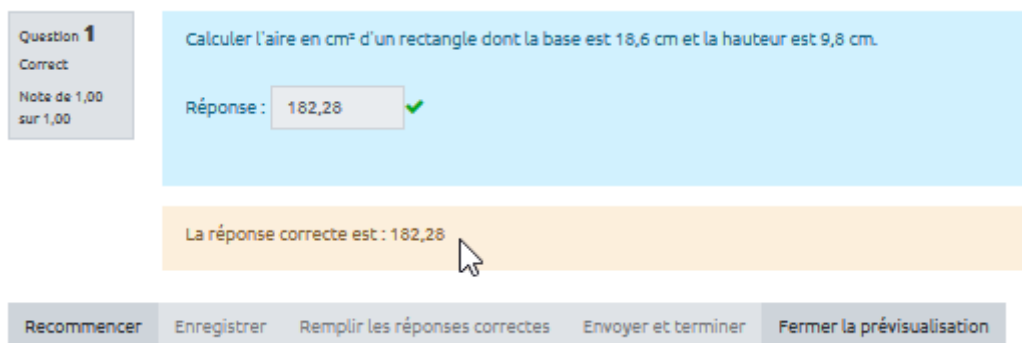 Question 1
Correct
Note de 1,00
sur 1,00
Calculer l'aire en cm² d'un rectangle dont la base est 18,6 cm et la hauteur est 9,8 cm.
Réponse : 182,28
La réponse correcte est : 182,28
Recommencer Enregistrer Remplir les réponses correctes Envoyer et terminer Fermer la prévisualisation